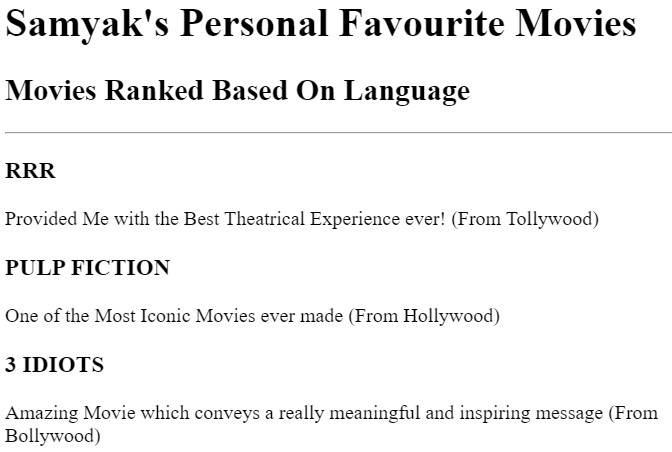 Samyak's Personal Favourite Movies
Movies Ranked Based On Language
RRR
Provided Me with the Best Theatrical Experience ever! (From Tollywood)
PULP FICTION
One of the Most Iconic Movies ever made (From Hollywood)
3 IDIOTS
Amazing Movie which conveys a really meaningful and inspiring message (From
Bollywood)